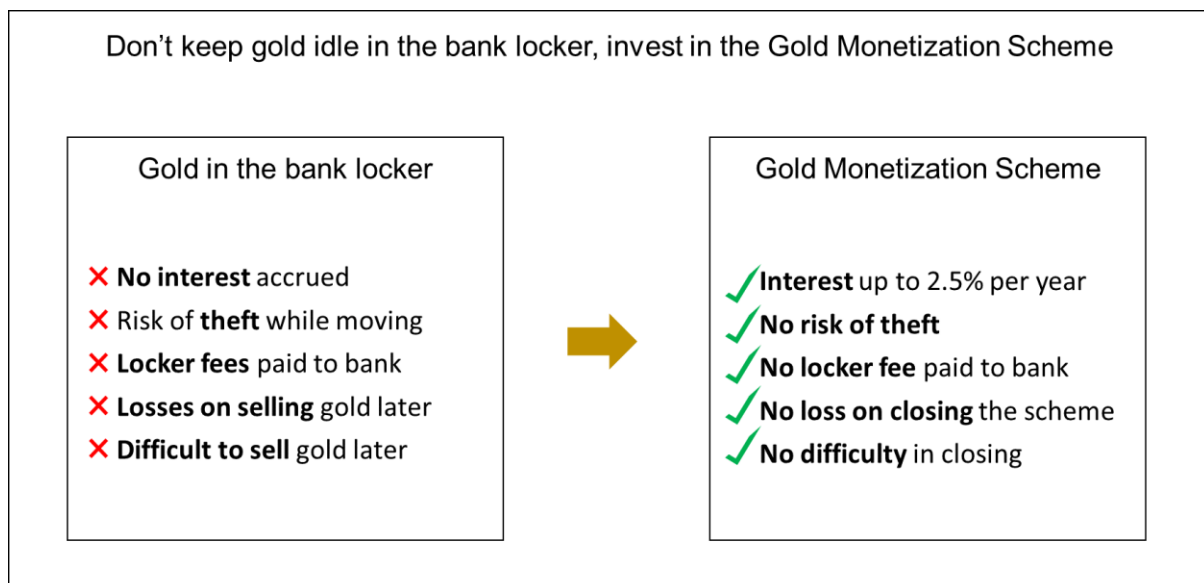 Don’t keep gold idle in the bank locker, invest in the Gold Monetization Scheme
Gold in the bank locker
No interest accrued
Risk of theft while moving
Locker fees paid to bank
Losses on selling gold later
Difficult to sell gold later
Gold Monetization Scheme
Interest up to 2.5% per year
No risk of theft
No locker fee paid to bank
No loss on closing the scheme
No difficulty in closing